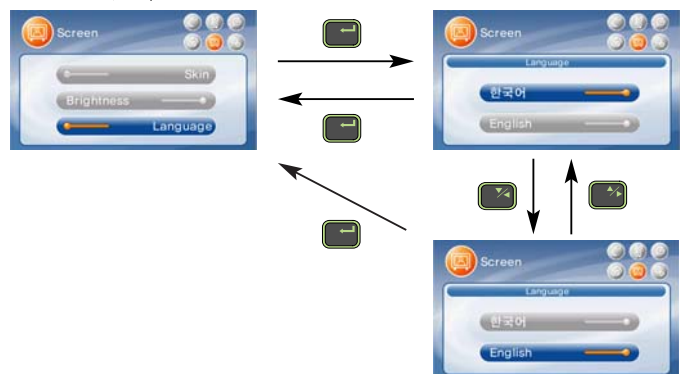 Screen
Skin
Brightness
Language
Screen
Language
한국어
English
Screen
Language
한국어
English